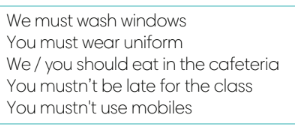 We must wash windows
You must wear uniform
We / you should eat in the cafeteria
You mustn’t be late for the class
You mustn't use mobiles